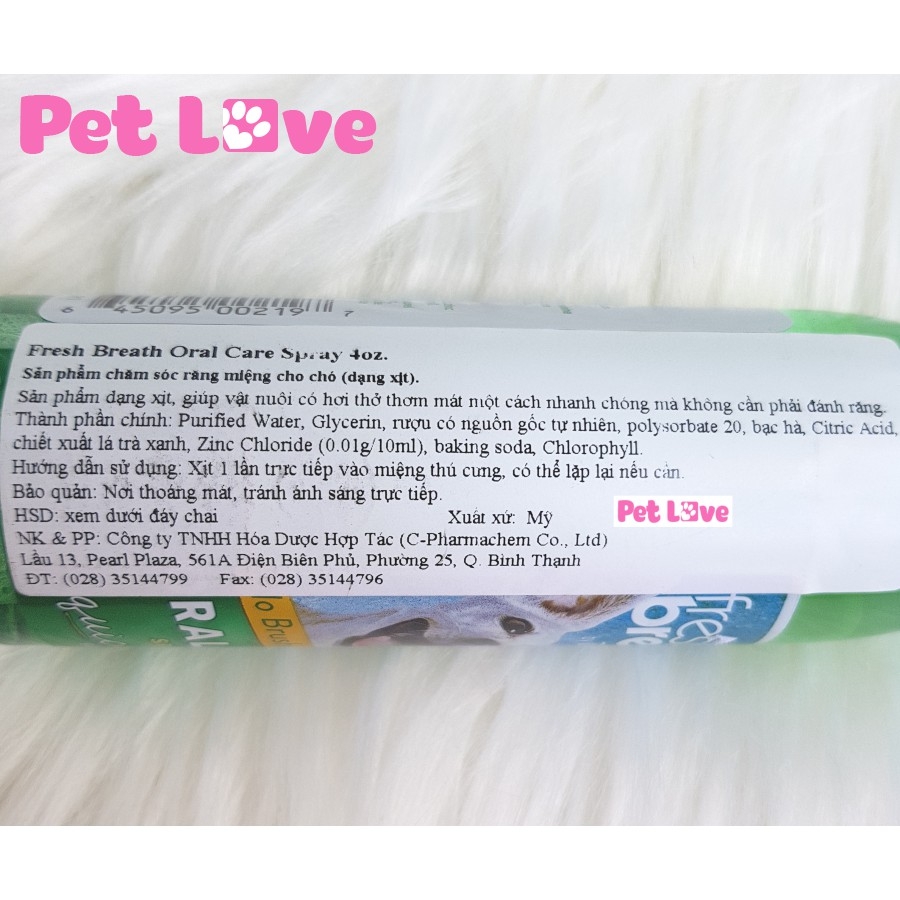 Pet Love
6 45095 00219 7
Fresh Breath Oral Care Spray 4oz.
Sản phẩm chăm sóc răng miệng cho chó (dạng xịt).
Sản phẩm dạng xịt, giúp vật nuôi có hơi thở thơm mát một cách nhanh chóng mà không cần phải đánh răng.
Thành phần chính: Purified Water, Glycerin, rượu có nguồn gốc tự nhiên, polysorbate 20, bạc hà, Citric Acid,
chiết xuất lá trà xanh, Zinc Chloride (0.01g/10ml), baking soda, Chlorophyll.
Hướng dẫn sử dụng: Xịt 1 lần trực tiếp vào miệng thú cưng, có thể lặp lại nếu cần.
Bảo quản: Nơi thoáng mát, tránh ánh sáng trực tiếp.
HSD: xem dưới đáy chai Xuất xứ: Mỹ
Pet Love
NK & PP: Công ty TNHH Hóa Dược Hợp Tác (C-Pharmachem Co., Ltd)
Lầu 13, Pearl Plaza, 561A Điện Biên Phủ, Phường 25, Q. Bình Thạnh
ĐT: (028) 35144799 Fax: (028) 35144796